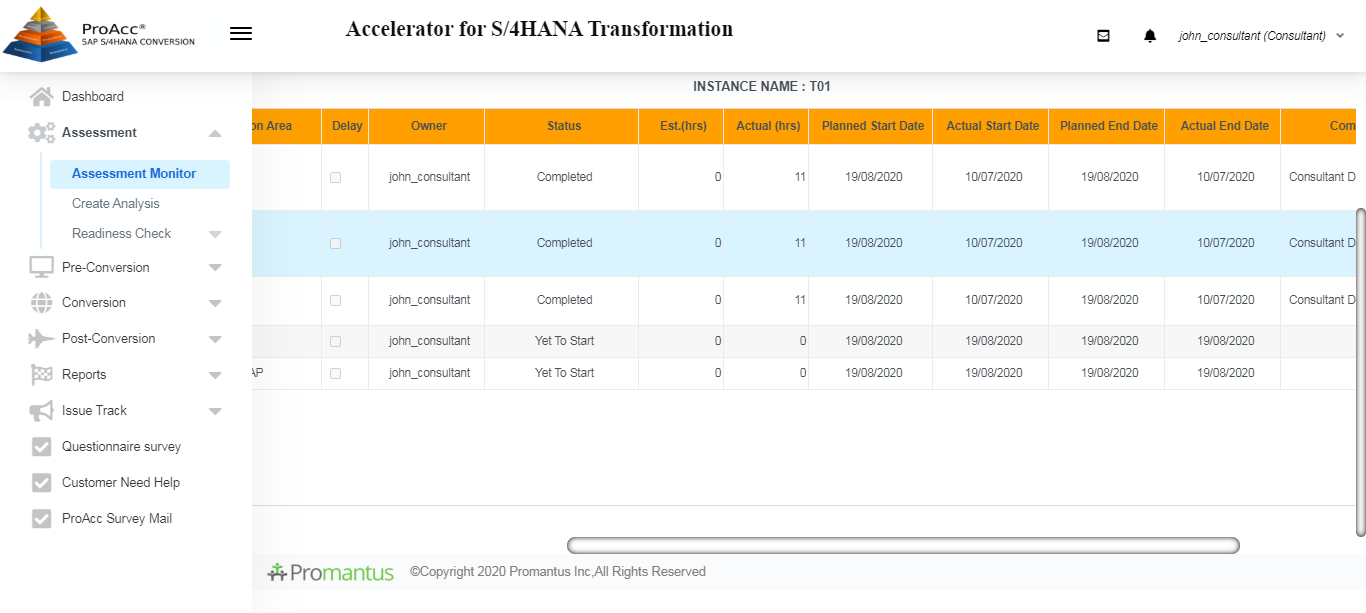 ProAcc®
SAP S/4HANA CONVERSION
Accelerator for S/4HANA Transformation
john_consultant (Consultant)
Dashboard
Assessment
Assessment Monitor
Create Analysis
Readiness Check
Pre-Conversion
Conversion
Post-Conversion
Reports
Issue Track
Questionnaire survey
Customer Need Help
ProAcc Survey Mail
INSTANCE NAME : T01
on Area Delay Owner Status Est.(hrs) Actual (hrs) Planned Start Date Actual Start Date Planned End Date Actual End Date Com
john_consultant Completed 0 11 19/08/2020 10/07/2020 19/08/2020 10/07/2020 Consultant D
john_consultant Completed 0 11 19/08/2020 10/07/2020 19/08/2020 10/07/2020 Consultant D
john_consultant Completed 0 11 19/08/2020 10/07/2020 19/08/2020 10/07/2020 Consultant D
john_consultant Yet To Start 0 0 19/08/2020 19/08/2020 19/08/2020 19/08/2020
AP john_consultant Yet To Start 0 0 19/08/2020 19/08/2020 19/08/2020 19/08/2020
Promantus ©Copyright 2020 Promantus Inc,All Rights Reserved